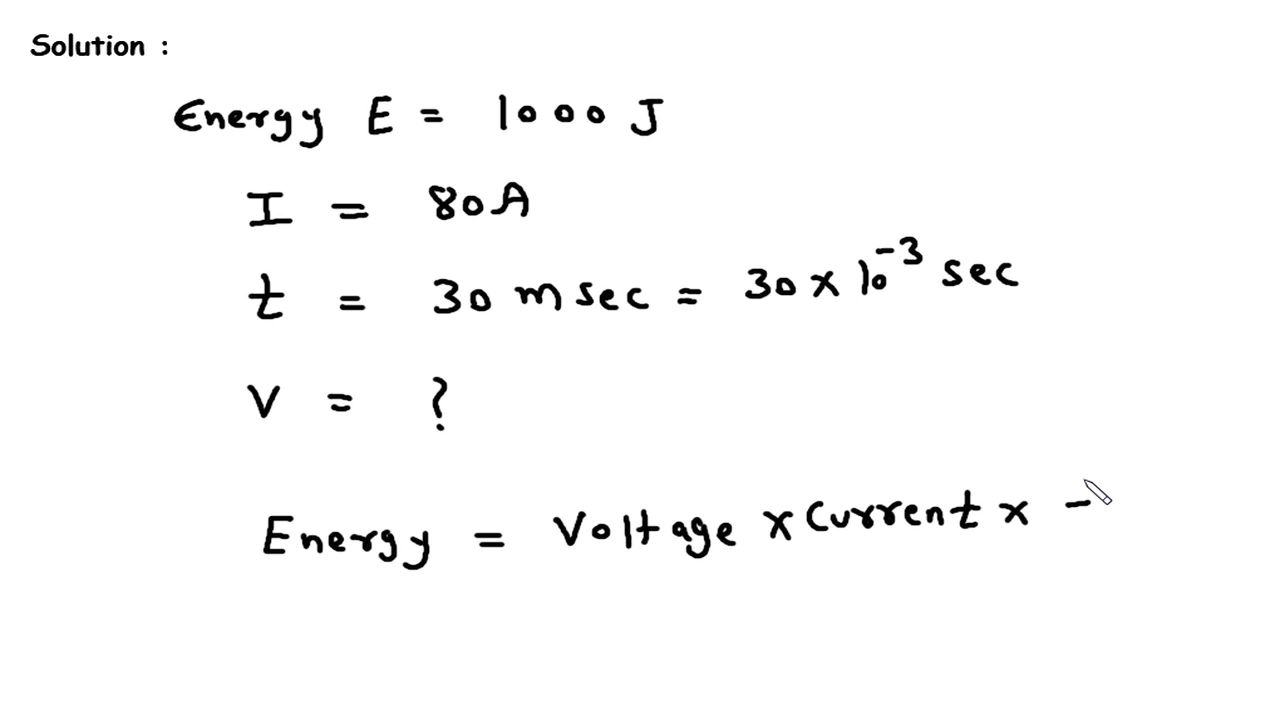 Solution :
Energy E = 1000 J
I = 80A
t = 30 msec = 30 x 10⁻³ sec
V = ?
Energy = Voltage x Current x